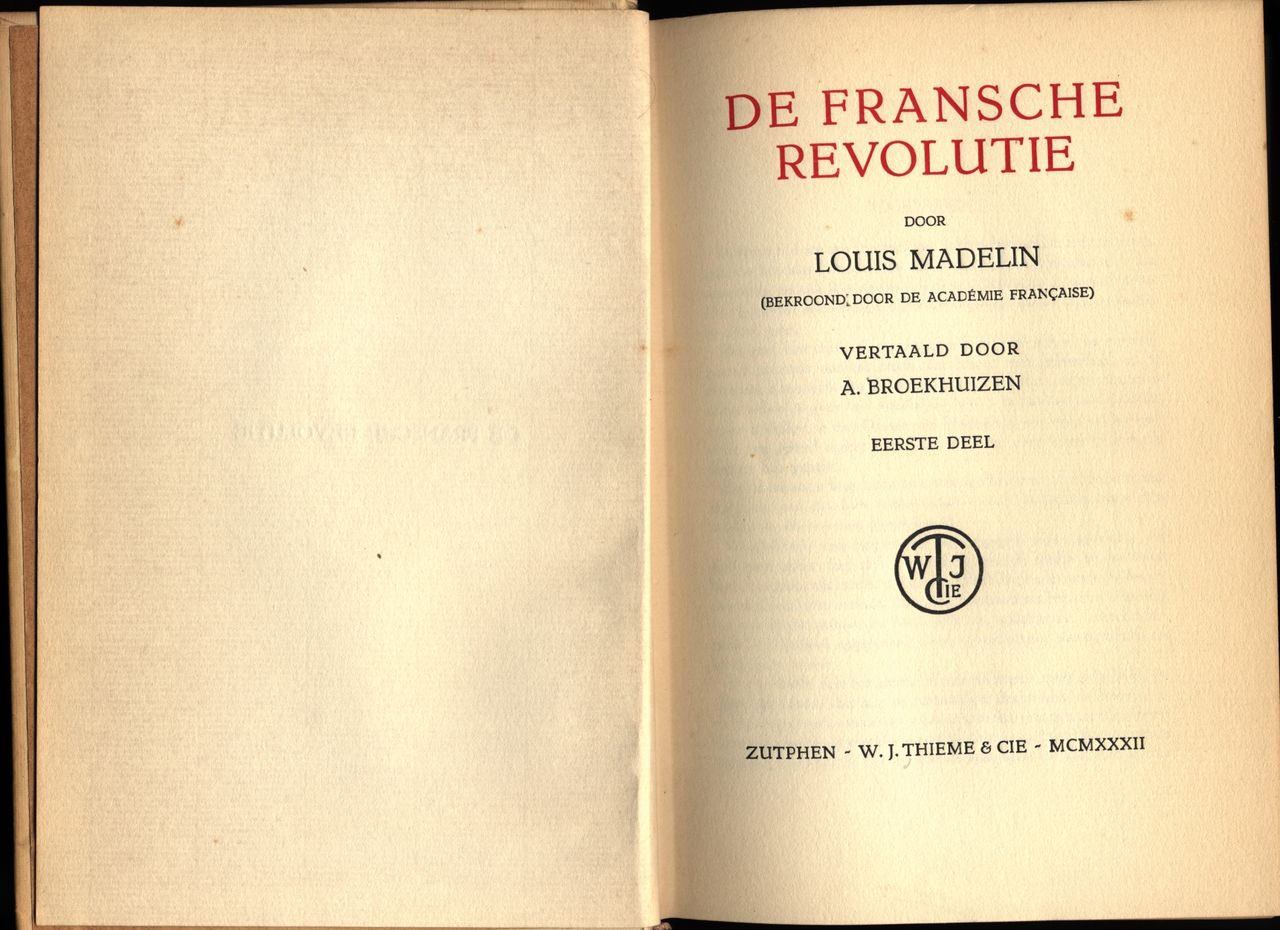 DE FRANSCHE
REVOLUTIE
DOOR
LOUIS MADELIN
(BEKROOND DOOR DE ACADÉMIE FRANÇAISE)
VERTAALD DOOR
A. BROEKHUIZEN
EERSTE DEEL
W T J
CIE
ZUTPHEN - W. J. THIEME & CIE - MCMXXXII